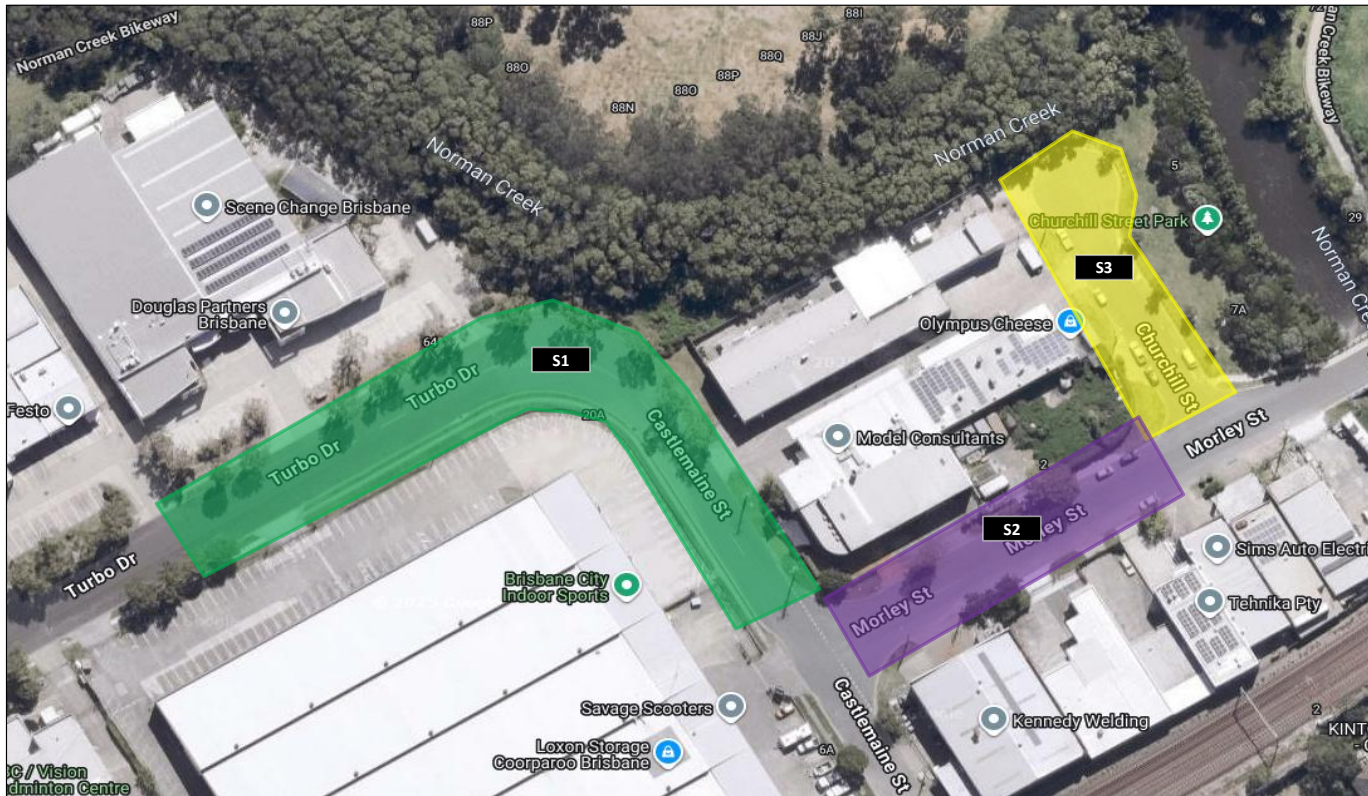 Norman Creek Bikeway
88P
88I
88J
88Q
88O
88P
88O
88N
an Creek Bikeway
Norman Creek
Norman Creek
Scene Change Brisbane
Churchill Street Park
5
29
Norman Cre
S3
7A
Douglas Partners
Brisbane
64
Olympus Cheese
S1
Turbo Dr
Churchill St
Festo
20A
Castlemaine St
Model Consultants
Morley St
Turbo Dr
2
S2
Morley St
Sims Auto Electri
Turbo Dr
Brisbane City
Indoor Sports
Morley St
Tehnika Pty
Castlemaine St
Savage Scooters
Kennedy Welding
2
KINT
Loxon Storage
Coorparoo Brisbane
6A
C / Vision
dminton Centre